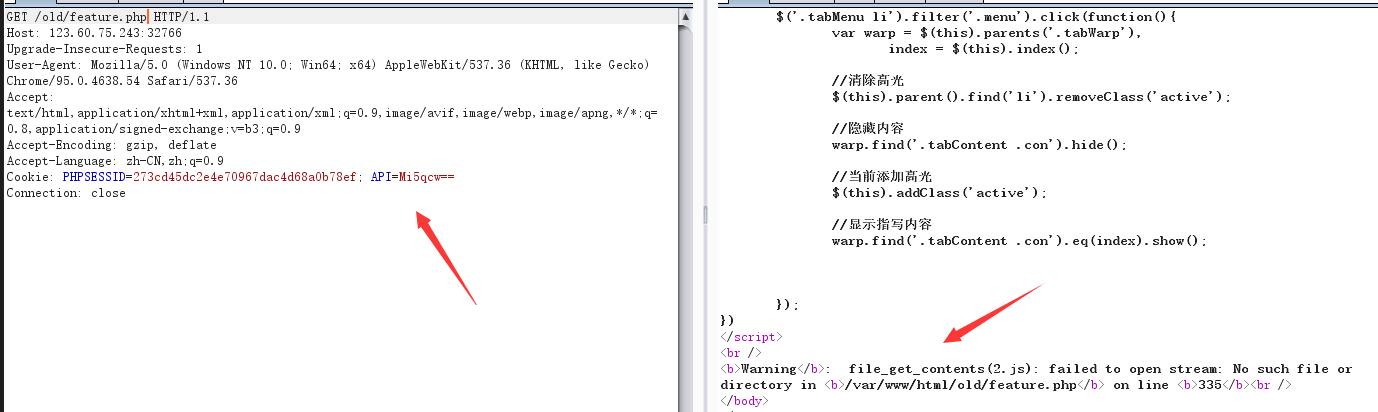 GET /old/feature.php HTTP/1.1
Host: 123.60.75.243:32766
Upgrade-Insecure-Requests: 1
User-Agent: Mozilla/5.0 (Windows NT 10.0; Win64; x64) AppleWebKit/537.36 (KHTML, like Gecko)
Chrome/95.0.4638.54 Safari/537.36
Accept:
text/html,application/xhtml+xml,application/xml;q=0.9,image/avif,image/webp,image/apng,*/*;q=
0.8,application/signed-exchange;v=b3;q=0.9
Accept-Encoding: gzip, deflate
Accept-Language: zh-CN,zh;q=0.9
Cookie: PHPSESSID=273cd45dc2e4e70967dac4d68a0b78ef; API=Mi5qcw==
Connection: close
$('.tabMenu li').filter('.menu').click(function(){
var warp = $(this).parents('.tabWarp'),
index = $(this).index();
//清除高光
$(this).parent().find('li').removeClass('active');
//隐藏内容
warp.find('.tabContent .con').hide();
//当前添加高光
$(this).addClass('active');
//显示指写内容
warp.find('.tabContent .con').eq(index).show();
});
})
</script>
<br />
<b>Warning</b>:  file_get_contents(2.js): failed to open stream: No such file or
directory in <b>/var/www/html/old/feature.php</b> on line <b>335</b><br />
</body>